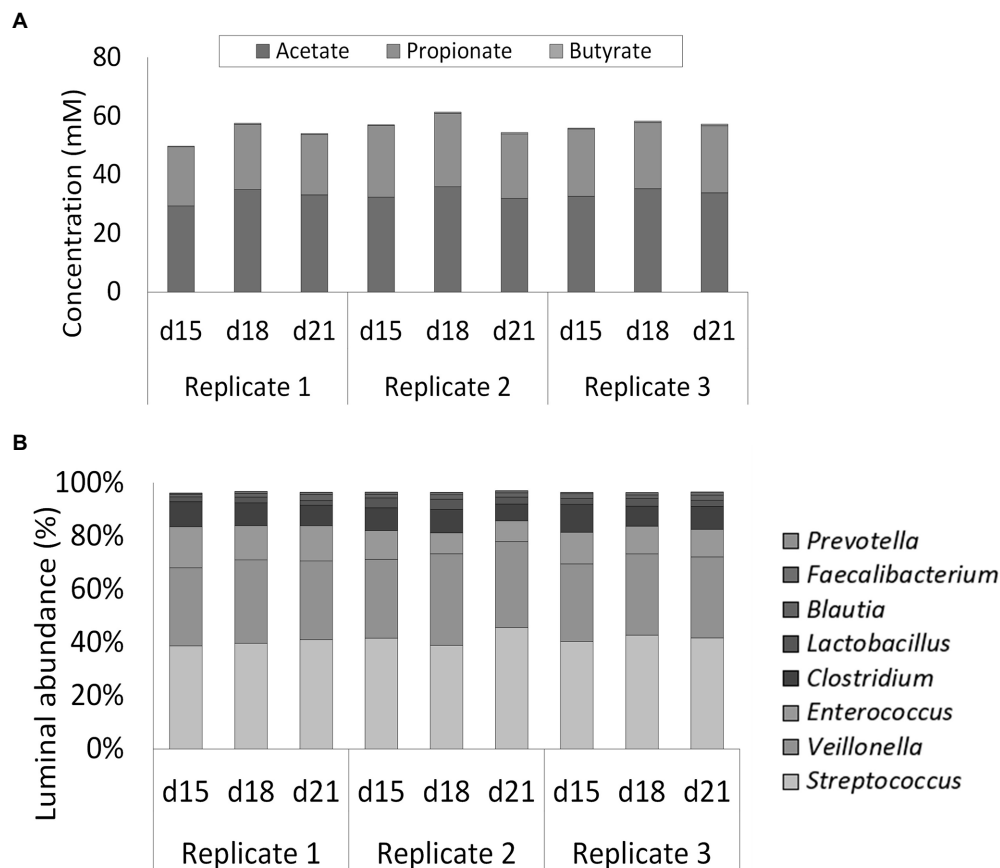 A
Acetate Propionate Butyrate
Concentration (mM)
80
60
40
20
0
d15 d18 d21 d15 d18 d21 d15 d18 d21
Replicate 1 Replicate 2 Replicate 3
B
Luminal abundance (%)
100%
80%
60%
40%
20%
0%
d15 d18 d21 d15 d18 d21 d15 d18 d21
Replicate 1 Replicate 2 Replicate 3
Prevotella
Faecalibacterium
Blautia
Lactobacillus
Clostridium
Enterococcus
Veillonella
Streptococcus